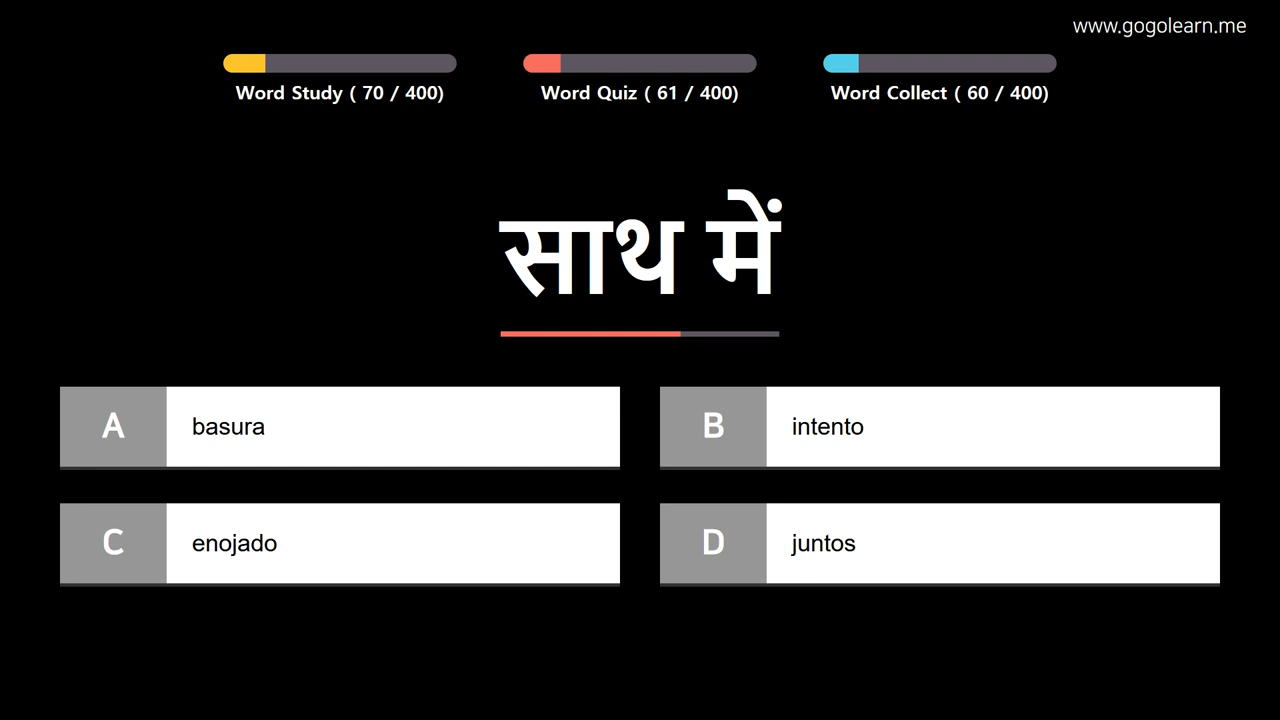 www.gogolearn.me
Word Study ( 70 / 400)
Word Quiz ( 61 / 400)
Word Collect ( 60 / 400)
साथ में
A basura
B intento
C enojado
D juntos